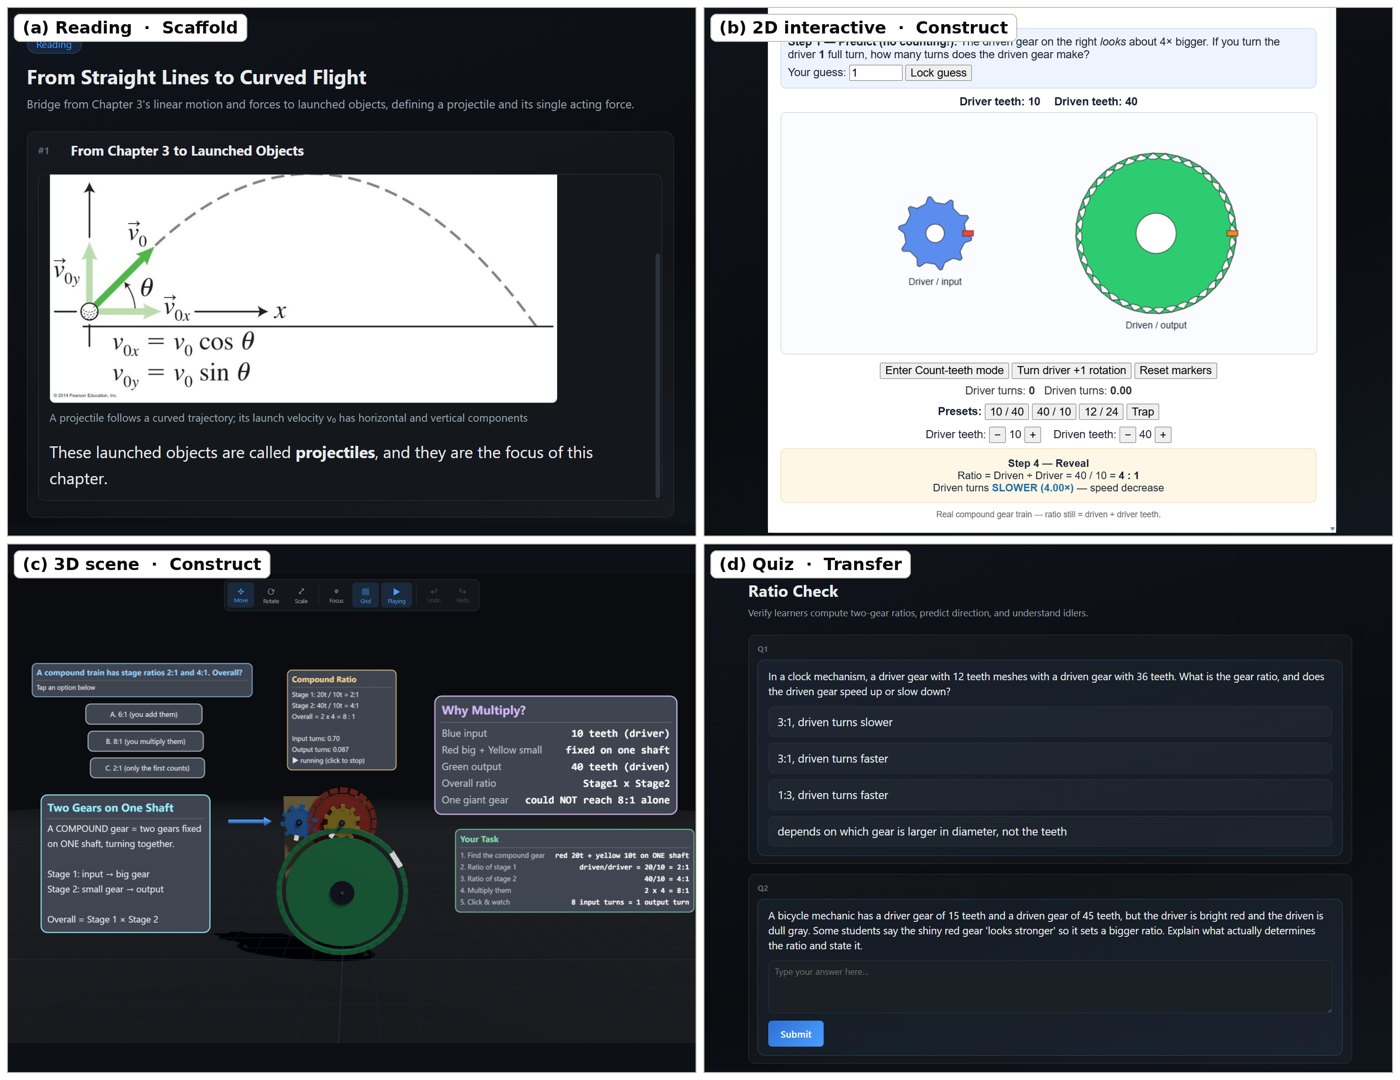 (a) Reading · Scaffold
Reading
From Straight Lines to Curved Flight
Bridge from Chapter 3's linear motion and forces to launched objects, defining a projectile and its single acting force.
#1 From Chapter 3 to Launched Objects
v⃗₀
v⃗₀y
θ
v⃗₀x
x
v₀x = v₀ cos θ
v₀y = v₀ sin θ
© 2014 Pearson Education, Inc.
A projectile follows a curved trajectory; its launch velocity v₀ has horizontal and vertical components
These launched objects are called projectiles, and they are the focus of this
chapter.
(b) 2D interactive · Construct
Step 1 — Predict (no counting!). The driven gear on the right looks about 4× bigger. If you turn the
driver 1 full turn, how many turns does the driven gear make?
Your guess: 1 Lock guess
Driver teeth: 10 Driven teeth: 40
Driver / input
Driven / output
Enter Count-teeth mode Turn driver +1 rotation Reset markers
Driver turns: 0 Driven turns: 0.00
Presets: 10 / 40 40 / 10 12 / 24 Trap
Driver teeth: − 10 + Driven teeth: − 40 +
Step 4 — Reveal
Ratio = Driven ÷ Driver = 40 / 10 = 4 : 1
Driven turns SLOWER (4.00×) — speed decrease
Real compound gear train — ratio still = driven ÷ driver teeth.
(c) 3D scene · Construct
Move Rotate Scale Focus Grid Playing Undo Redo
A compound train has stage ratios 2:1 and 4:1. Overall?
Tap an option below
A. 6:1 (you add them)
B. 8:1 (you multiply them)
C. 2:1 (only the first counts)
Compound Ratio
Stage 1: 20t / 10t = 2:1
Stage 2: 40t / 10t = 4:1
Overall = 2 x 4 = 8 : 1
Input turns: 0.70
Output turns: 0.087
▶ running (click to stop)
Why Multiply?
Blue input 10 teeth (driver)
Red big + Yellow small fixed on one shaft
Green output 40 teeth (driven)
Overall ratio Stage1 x Stage2
One giant gear could NOT reach 8:1 alone
Two Gears on One Shaft
A COMPOUND gear = two gears fixed
on ONE shaft, turning together.
Stage 1: input → big gear
Stage 2: small gear → output
Overall = Stage 1 × Stage 2
Your Task
1. Find the compound gear red 20t + yellow 10t on ONE shaft
2. Ratio of stage 1 driven/driver = 20/10 = 2:1
3. Ratio of stage 2 40/10 = 4:1
4. Multiply them 2 x 4 = 8:1
5. Click & watch 8 input turns = 1 output turn
(d) Quiz · Transfer
Ratio Check
Verify learners compute two-gear ratios, predict direction, and understand idlers.
Q1
In a clock mechanism, a driver gear with 12 teeth meshes with a driven gear with 36 teeth. What is the gear ratio, and does
the driven gear speed up or slow down?
3:1, driven turns slower
3:1, driven turns faster
1:3, driven turns faster
depends on which gear is larger in diameter, not the teeth
Q2
A bicycle mechanic has a driver gear of 15 teeth and a driven gear of 45 teeth, but the driver is bright red and the driven is
dull gray. Some students say the shiny red gear 'looks stronger' so it sets a bigger ratio. Explain what actually determines
the ratio and state it.
Type your answer here...
Submit